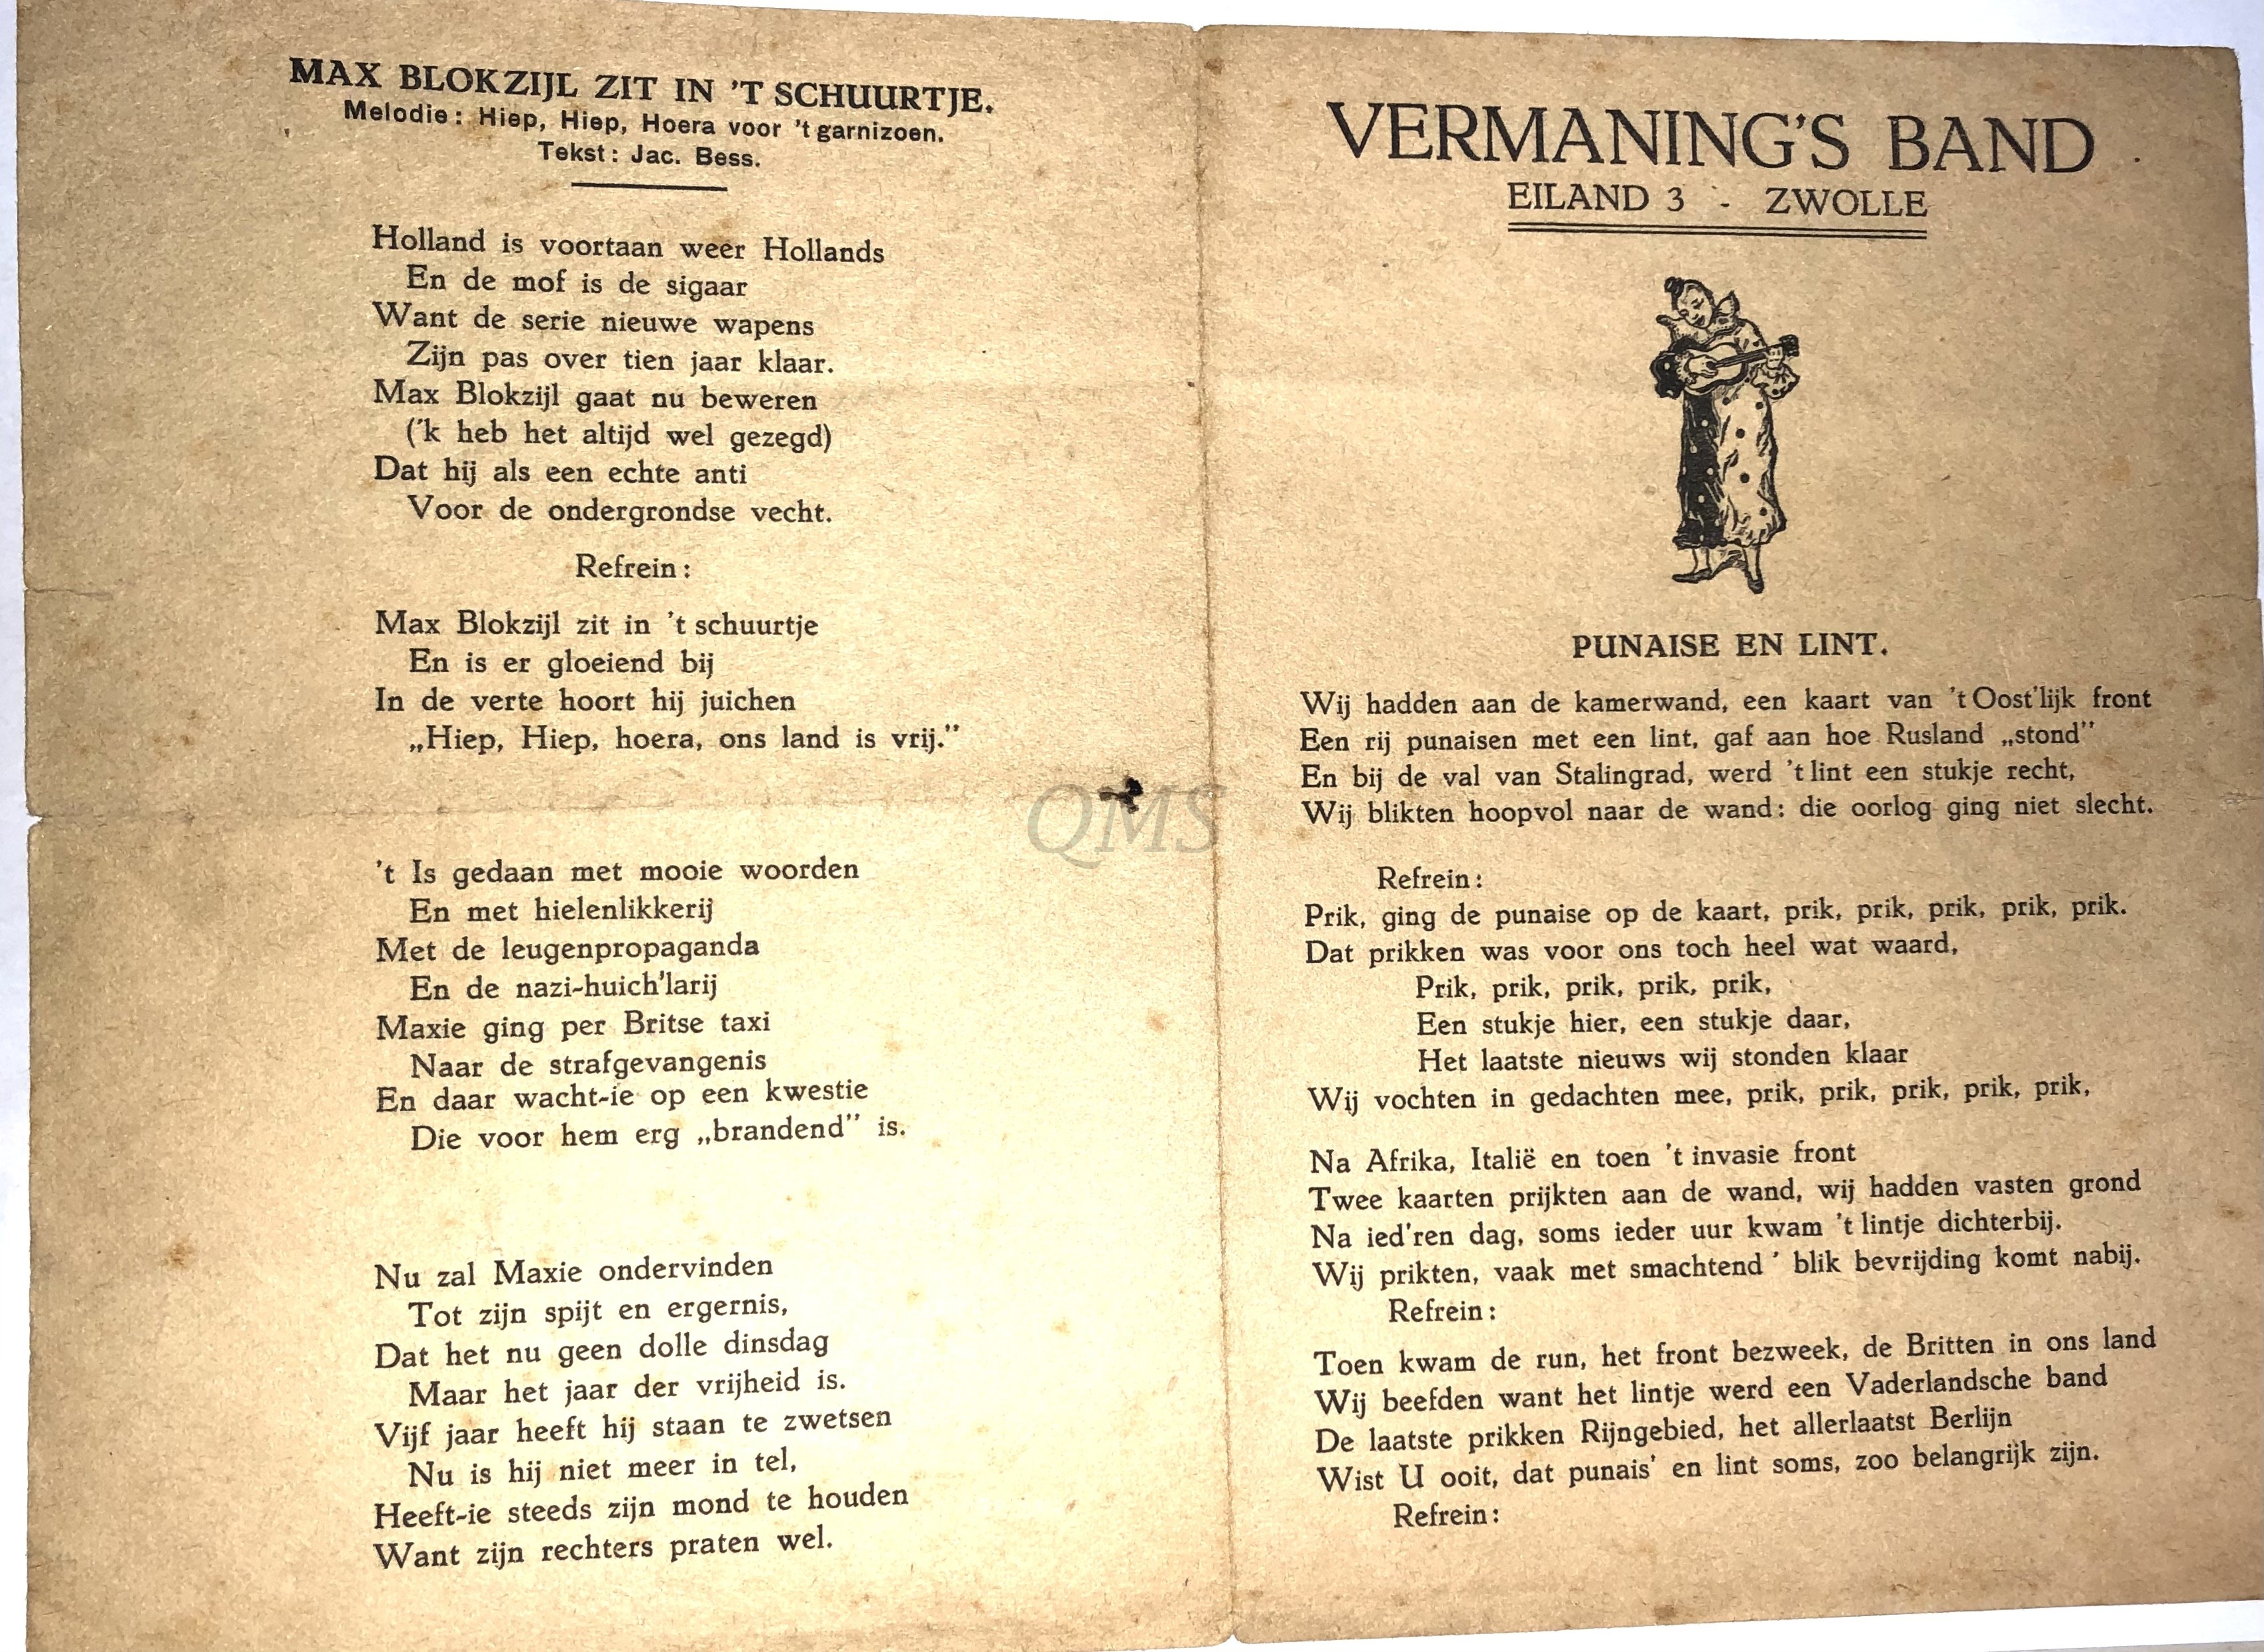 MAX BLOKZIJL ZIT IN 'T SCHUURTJE.
Melodie: Hiep, Hiep, Hoera voor 't garnizoen.
Tekst: Jac. Bess.
Holland is voortaan weer Hollands
En de mof is de sigaar
Want de serie nieuwe wapens
Zijn pas over tien jaar klaar.
Max Blokzijl gaat nu beweren
('k heb het altijd wel gezegd)
Dat hij als een echte anti
Voor de ondergrondse vecht.
Refrein:
Max Blokzijl zit in 't schuurtje
En is er gloeiend bij
In de verte hoort hij juichen
„Hiep, Hiep, hoera, ons land is vrij.”
't Is gedaan met mooie woorden
En met hielenlikkerij
Met de leugenpropaganda
En de nazi-huich'larij
Maxie ging per Britse taxi
Naar de strafgevangenis
En daar wacht-ie op een kwestie
Die voor hem erg „brandend” is.
Nu zal Maxie ondervinden
Tot zijn spijt en ergernis,
Dat het nu geen dolle dinsdag
Maar het jaar der vrijheid is.
Vijf jaar heeft hij staan te zwetsen
Nu is hij niet meer in tel,
Heeft-ie steeds zijn mond te houden
Want zijn rechters praten wel.
QMS
VERMANING'S BAND
EILAND 3 - ZWOLLE
PUNAISE EN LINT.
Wij hadden aan de kamerwand, een kaart van 't Oost'lijk front
Een rij punaisen met een lint, gaf aan hoe Rusland „stond”
En bij de val van Stalingrad, werd 't lint een stukje recht,
Wij blikten hoopvol naar de wand: die oorlog ging niet slecht.
Refrein:
Prik, ging de punaise op de kaart, prik, prik, prik, prik, prik.
Dat prikken was voor ons toch heel wat waard,
Prik, prik, prik, prik, prik,
Een stukje hier, een stukje daar,
Het laatste nieuws wij stonden klaar
Wij vochten in gedachten mee, prik, prik, prik, prik, prik,
Na Afrika, Italië en toen 't invasie front
Twee kaarten prijkten aan de wand, wij hadden vasten grond
Na ied'ren dag, soms ieder uur kwam 't lintje dichterbij.
Wij prikten, vaak met smachtend ' blik bevrijding komt nabij.
Refrein:
Toen kwam de run, het front bezweek, de Britten in ons land
Wij beefden want het lintje werd een Vaderlandsche band
De laatste prikken Rijngebied, het allerlaatst Berlijn
Wist U ooit, dat punais' en lint soms, zoo belangrijk zijn.
Refrein: